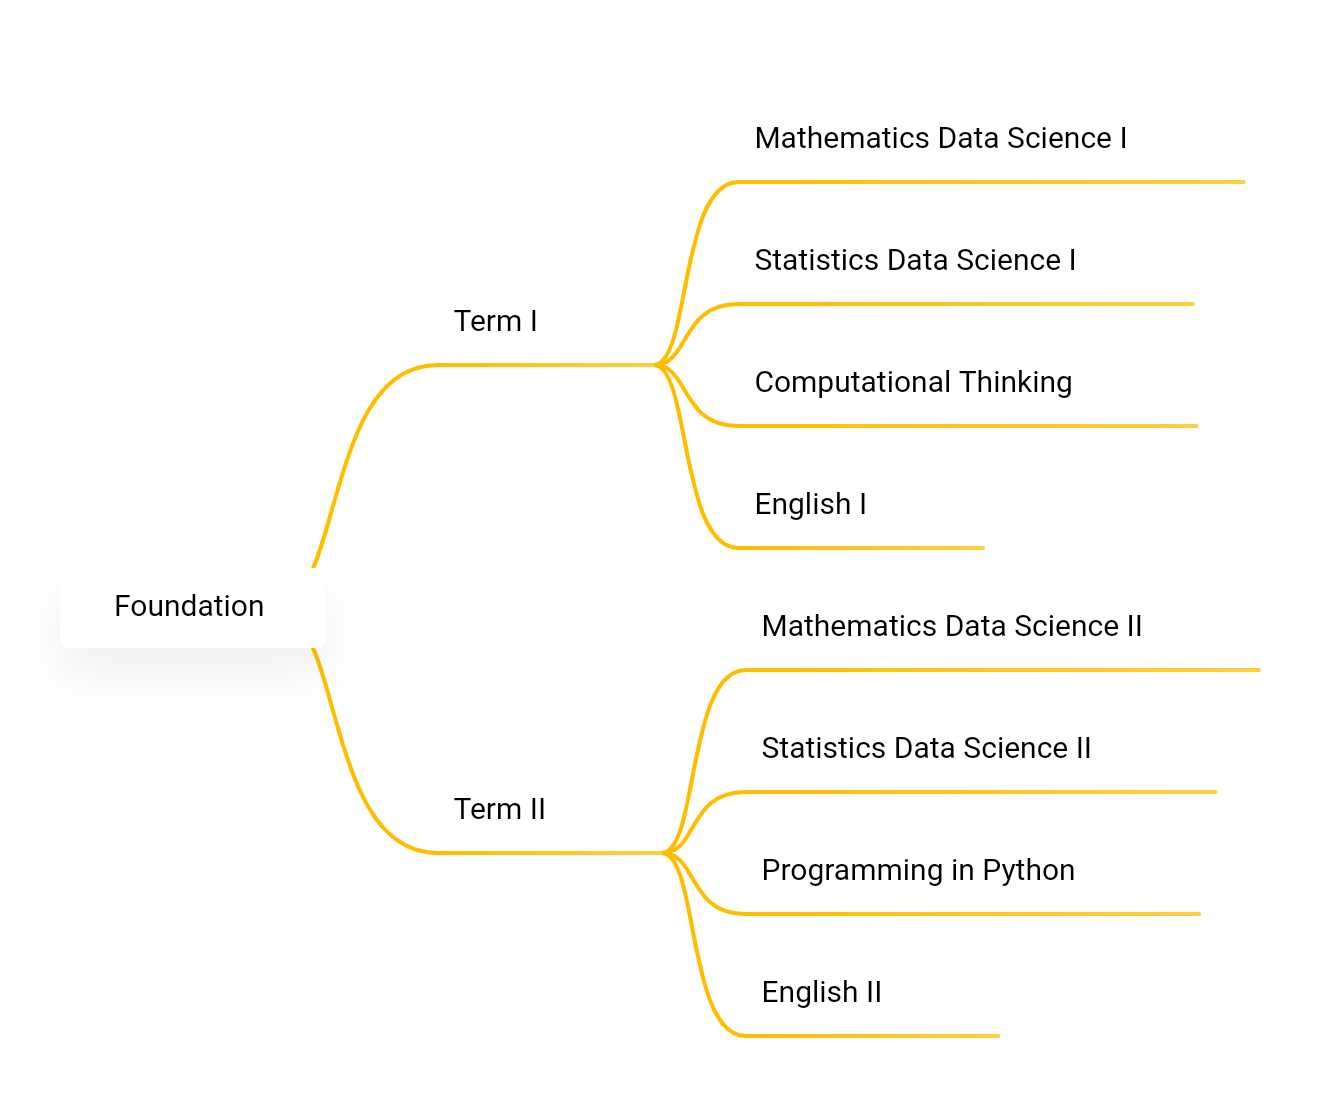 Foundation
Term I
Mathematics Data Science I
Statistics Data Science I
Computational Thinking
English I
Term II
Mathematics Data Science II
Statistics Data Science II
Programming in Python
English II